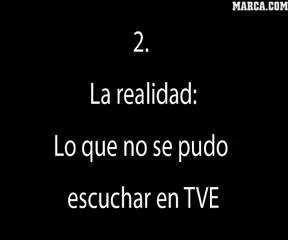 MARCA.COM
2.
La realidad:
Lo que no se pudo
escuchar en TVE